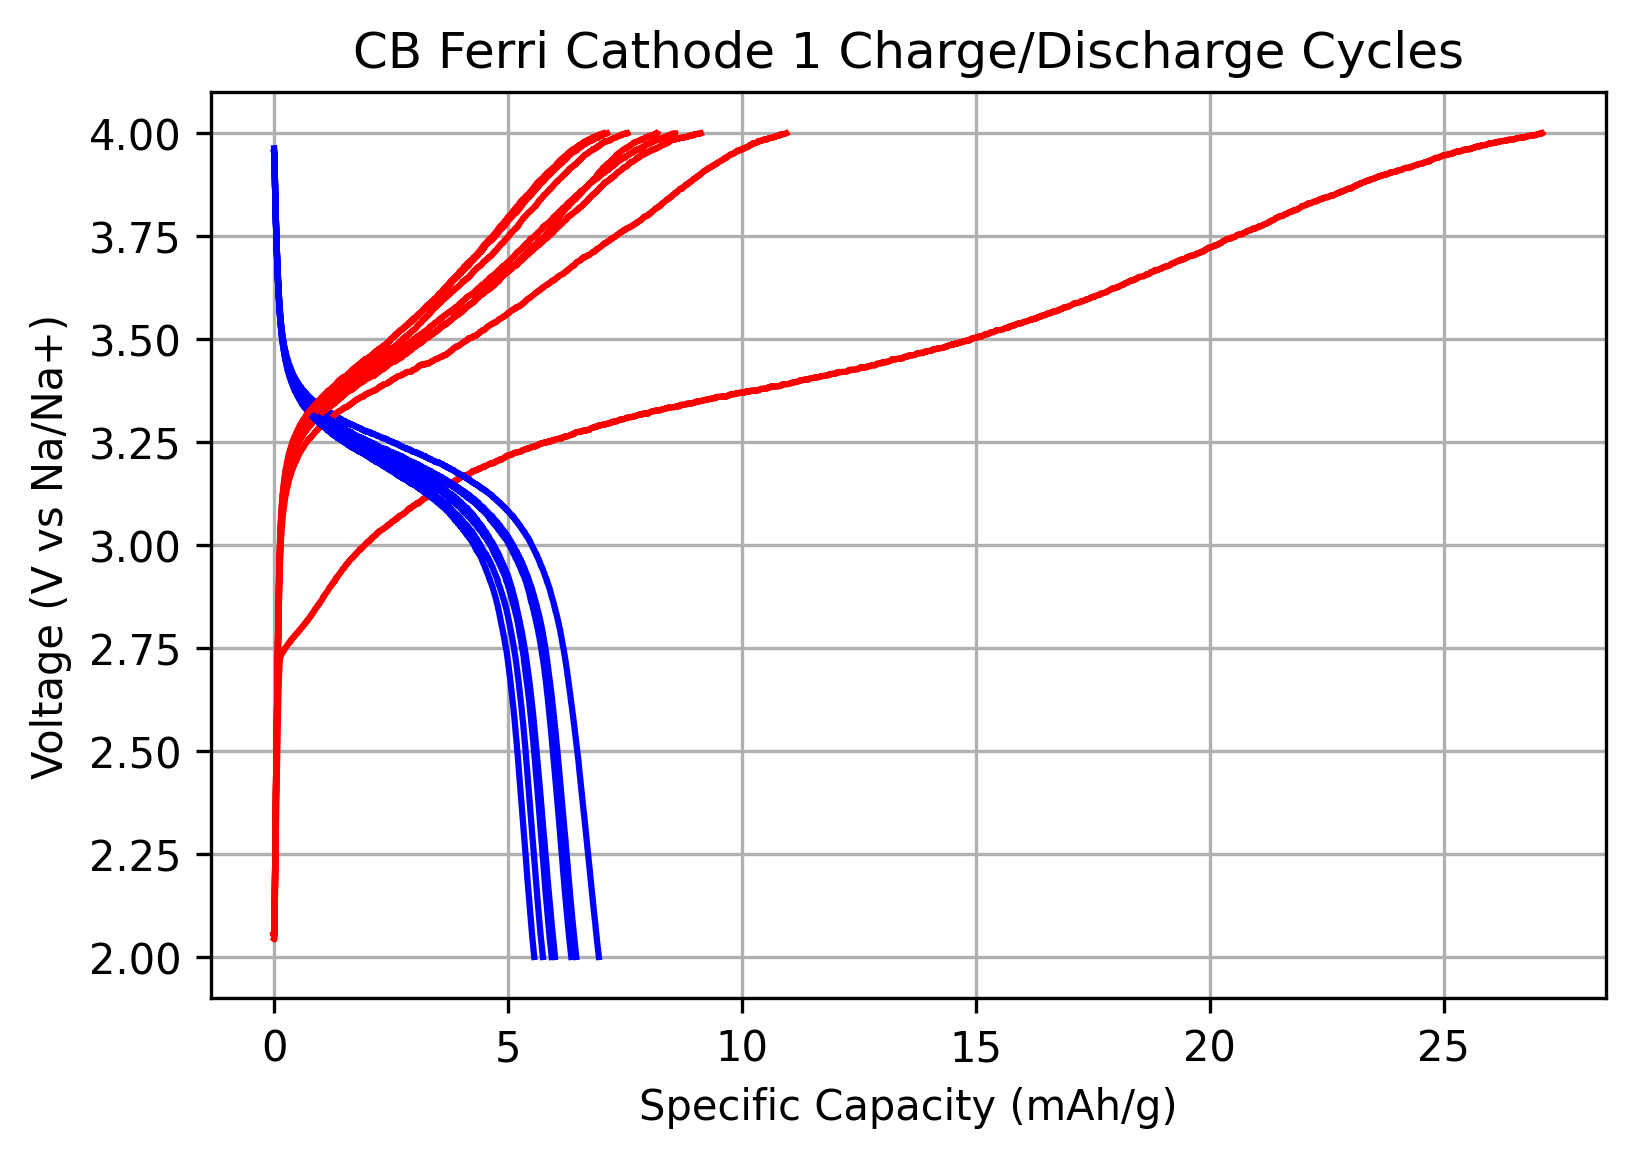 CB Ferri Cathode 1 Charge/Discharge Cycles
Voltage (V vs Na/Na+)
4.00
3.75
3.50
3.25
3.00
2.75
2.50
2.25
2.00
0 5 10 15 20 25
Specific Capacity (mAh/g)